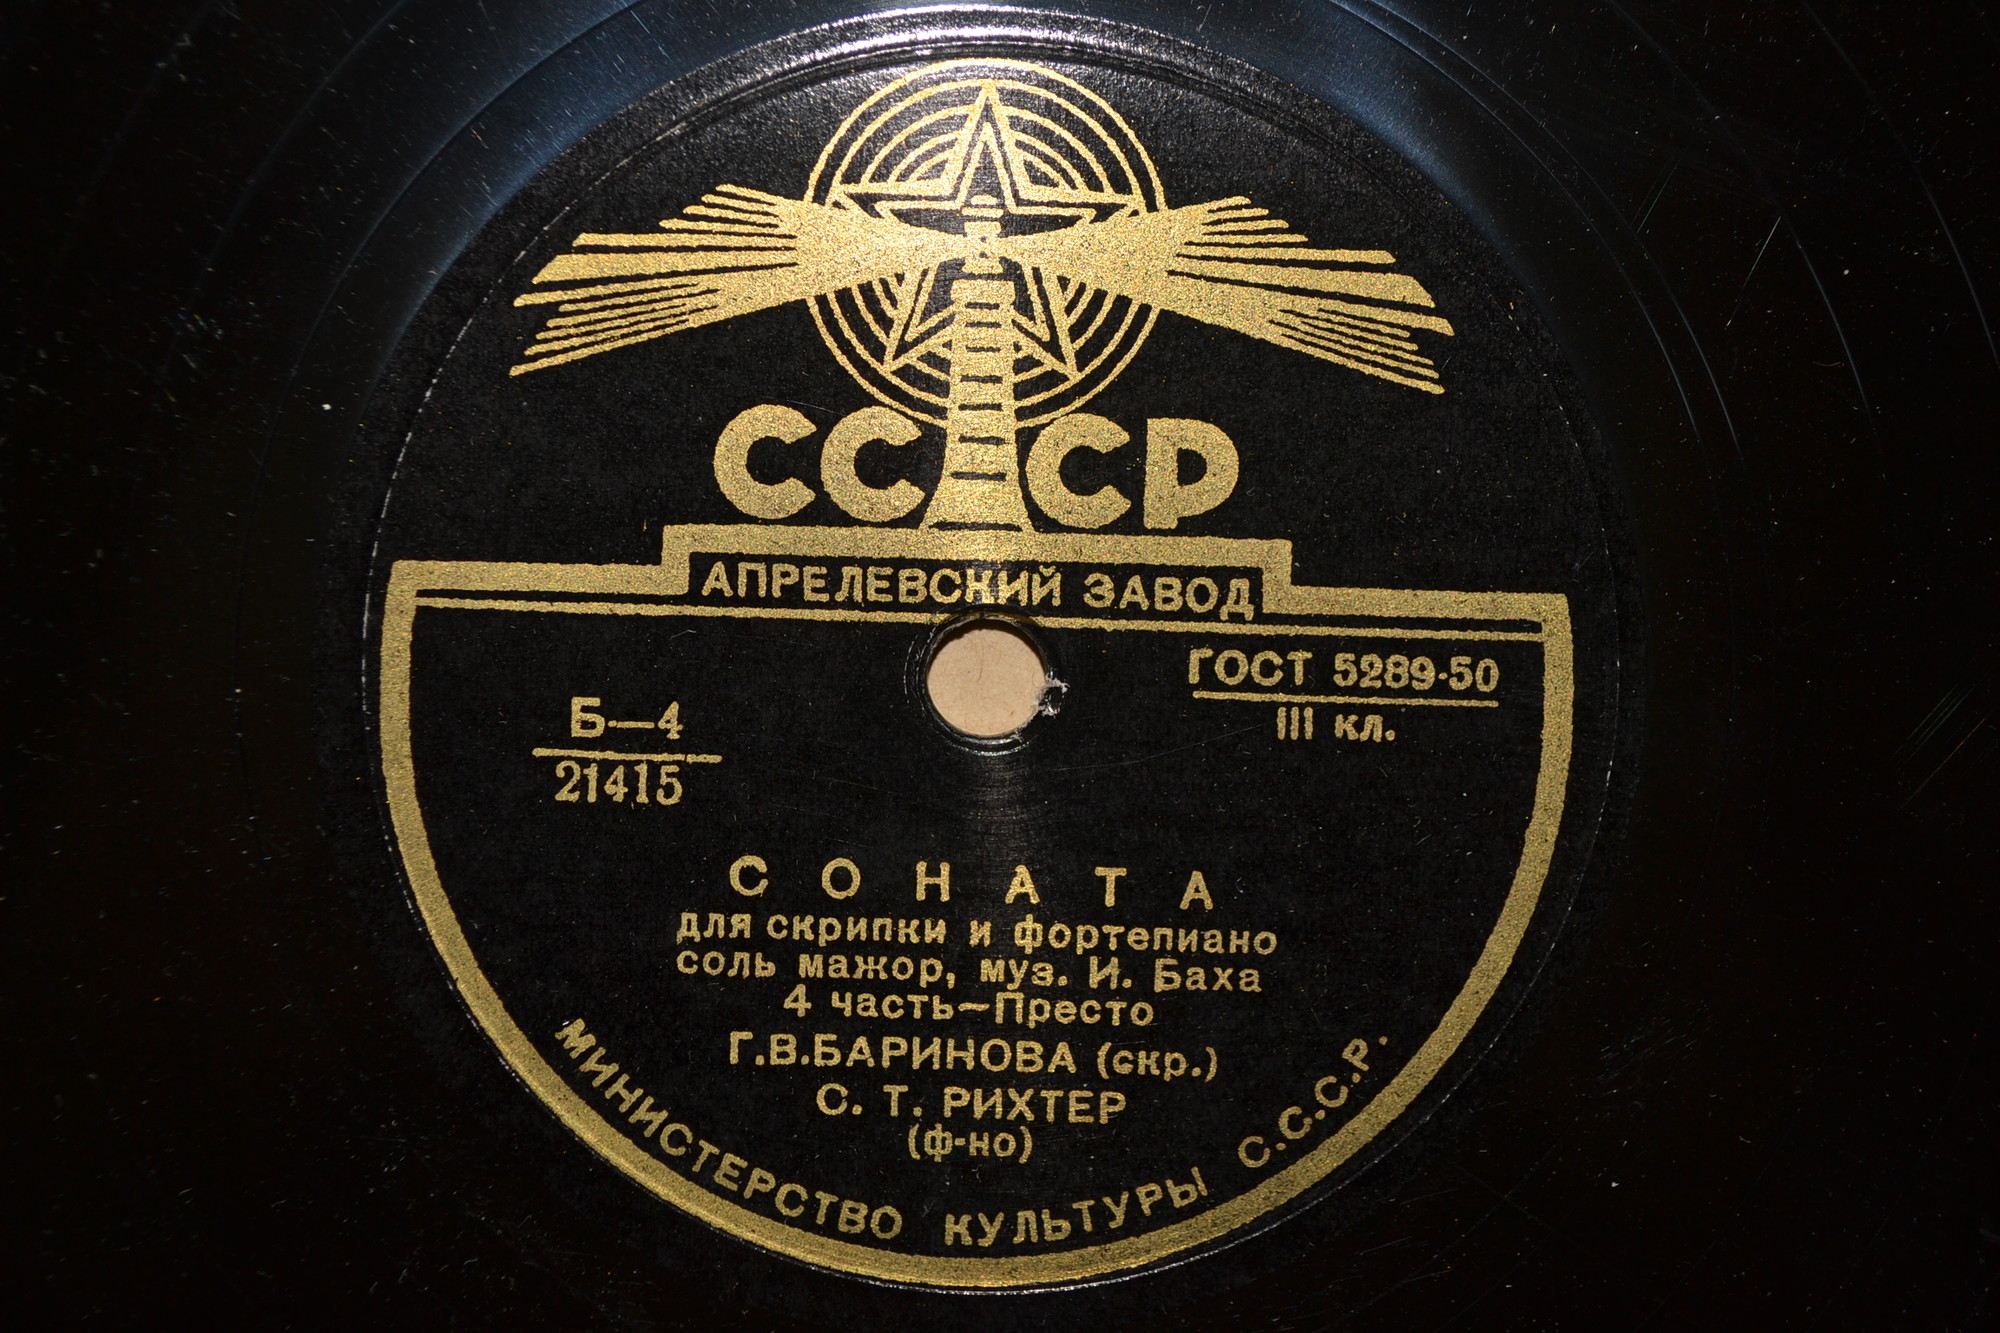 СССР
АПРЕЛЕВСКИЙ ЗАВОД
ГОСТ 5289-50
III кл.
Б—4
21415
СОНАТА
для скрипки и фортепиано
соль мажор, муз. И. Баха
4 часть—Престо
Г.В.БАРИНОВА (скр.)
С. Т. РИХТЕР
(ф-но)
МИНИСТЕРСТВО КУЛЬТУРЫ С.С.С.Р.